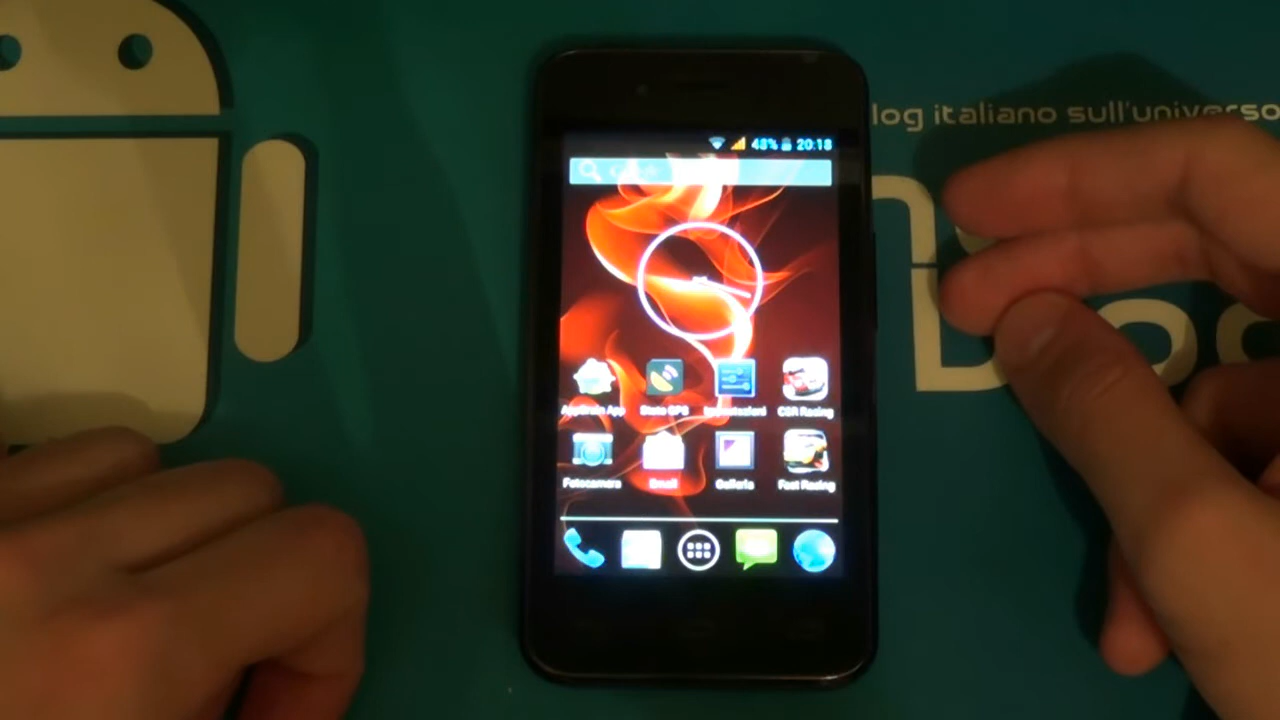 log italiano sull'universo
48% 20:18
AppBrain App Stato GPS Impostazioni CSR Racing
Fotocamera Email Galleria Fast Racing